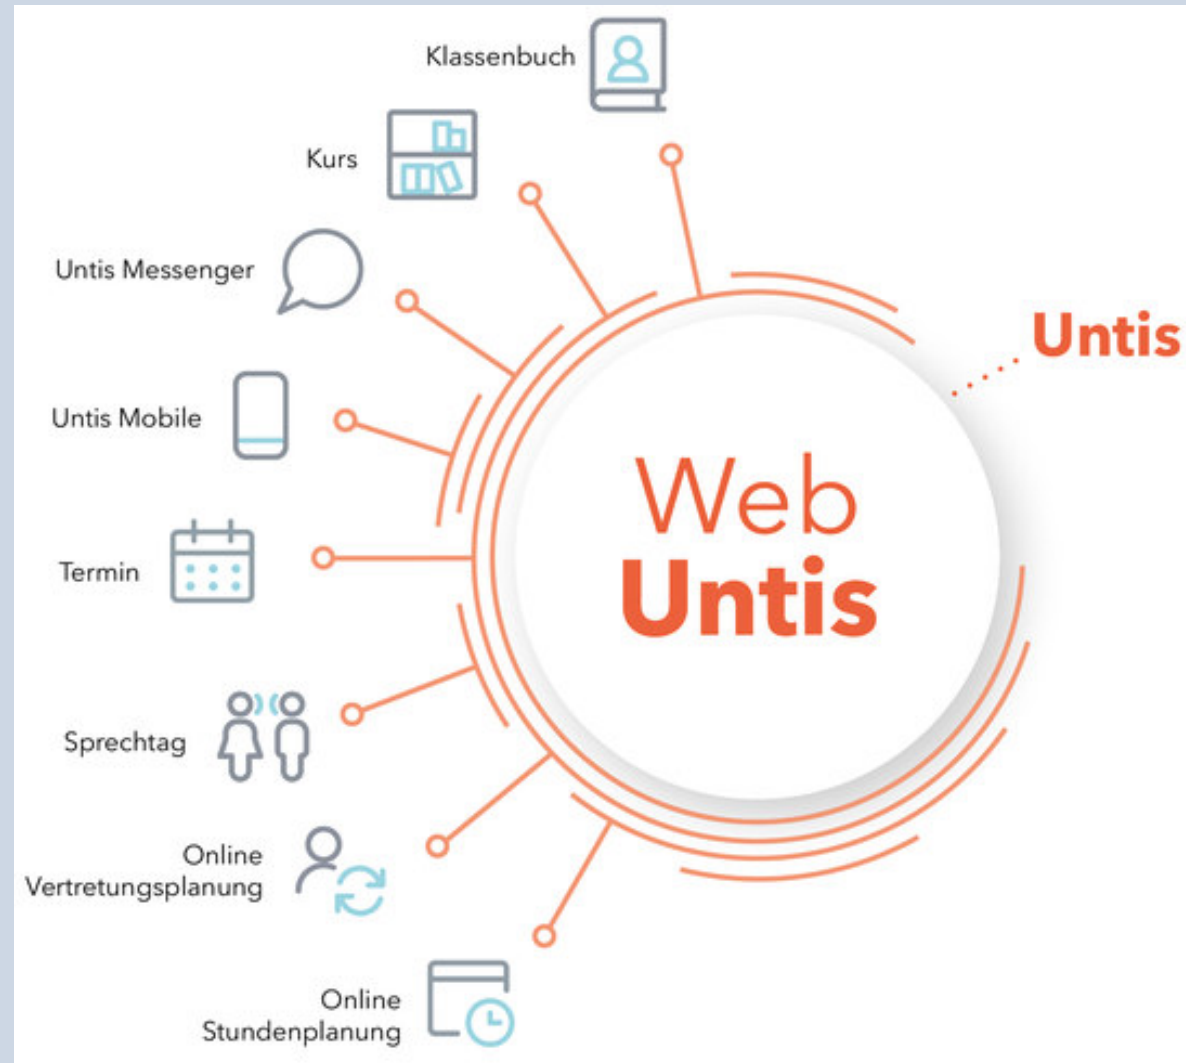 Klassenbuch
Kurs
Untis Messenger
Untis Mobile
Termin
Sprechtag
Online
Vertretungsplanung
Online
Stundenplanung
Web
Untis
Untis